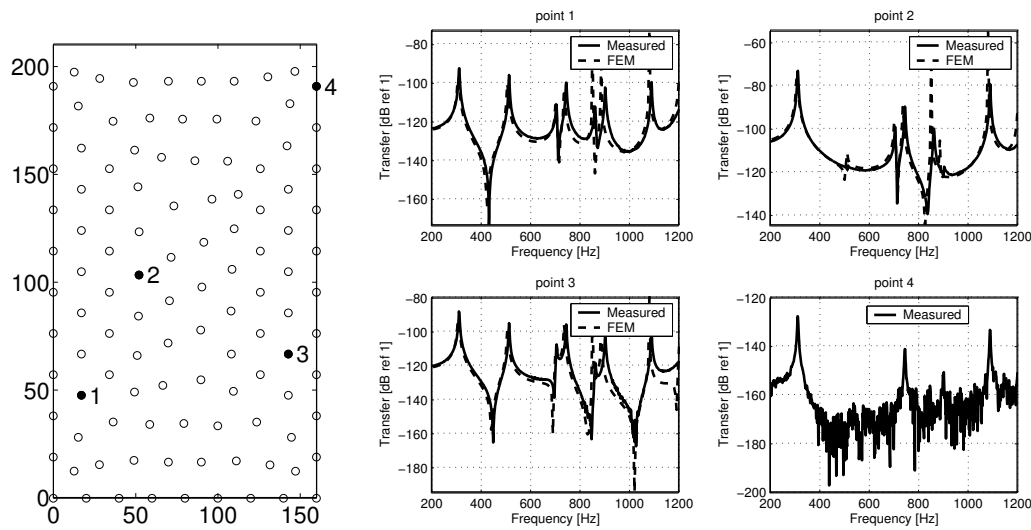 200
150
100
50
0
0 50 100 150
1
2
3
4
point 1
−80
−100
−120
−140
−160
Transfer [dB ref 1]
200 400 600 800 1000 1200
Frequency [Hz]
Measured
FEM
point 2
−60
−80
−100
−120
−140
Transfer [dB ref 1]
200 400 600 800 1000 1200
Frequency [Hz]
Measured
FEM
point 3
−80
−100
−120
−140
−160
−180
Transfer [dB ref 1]
200 400 600 800 1000 1200
Frequency [Hz]
Measured
FEM
point 4
−120
−140
−160
−180
−200
Transfer [dB ref 1]
200 400 600 800 1000 1200
Frequency [Hz]
Measured